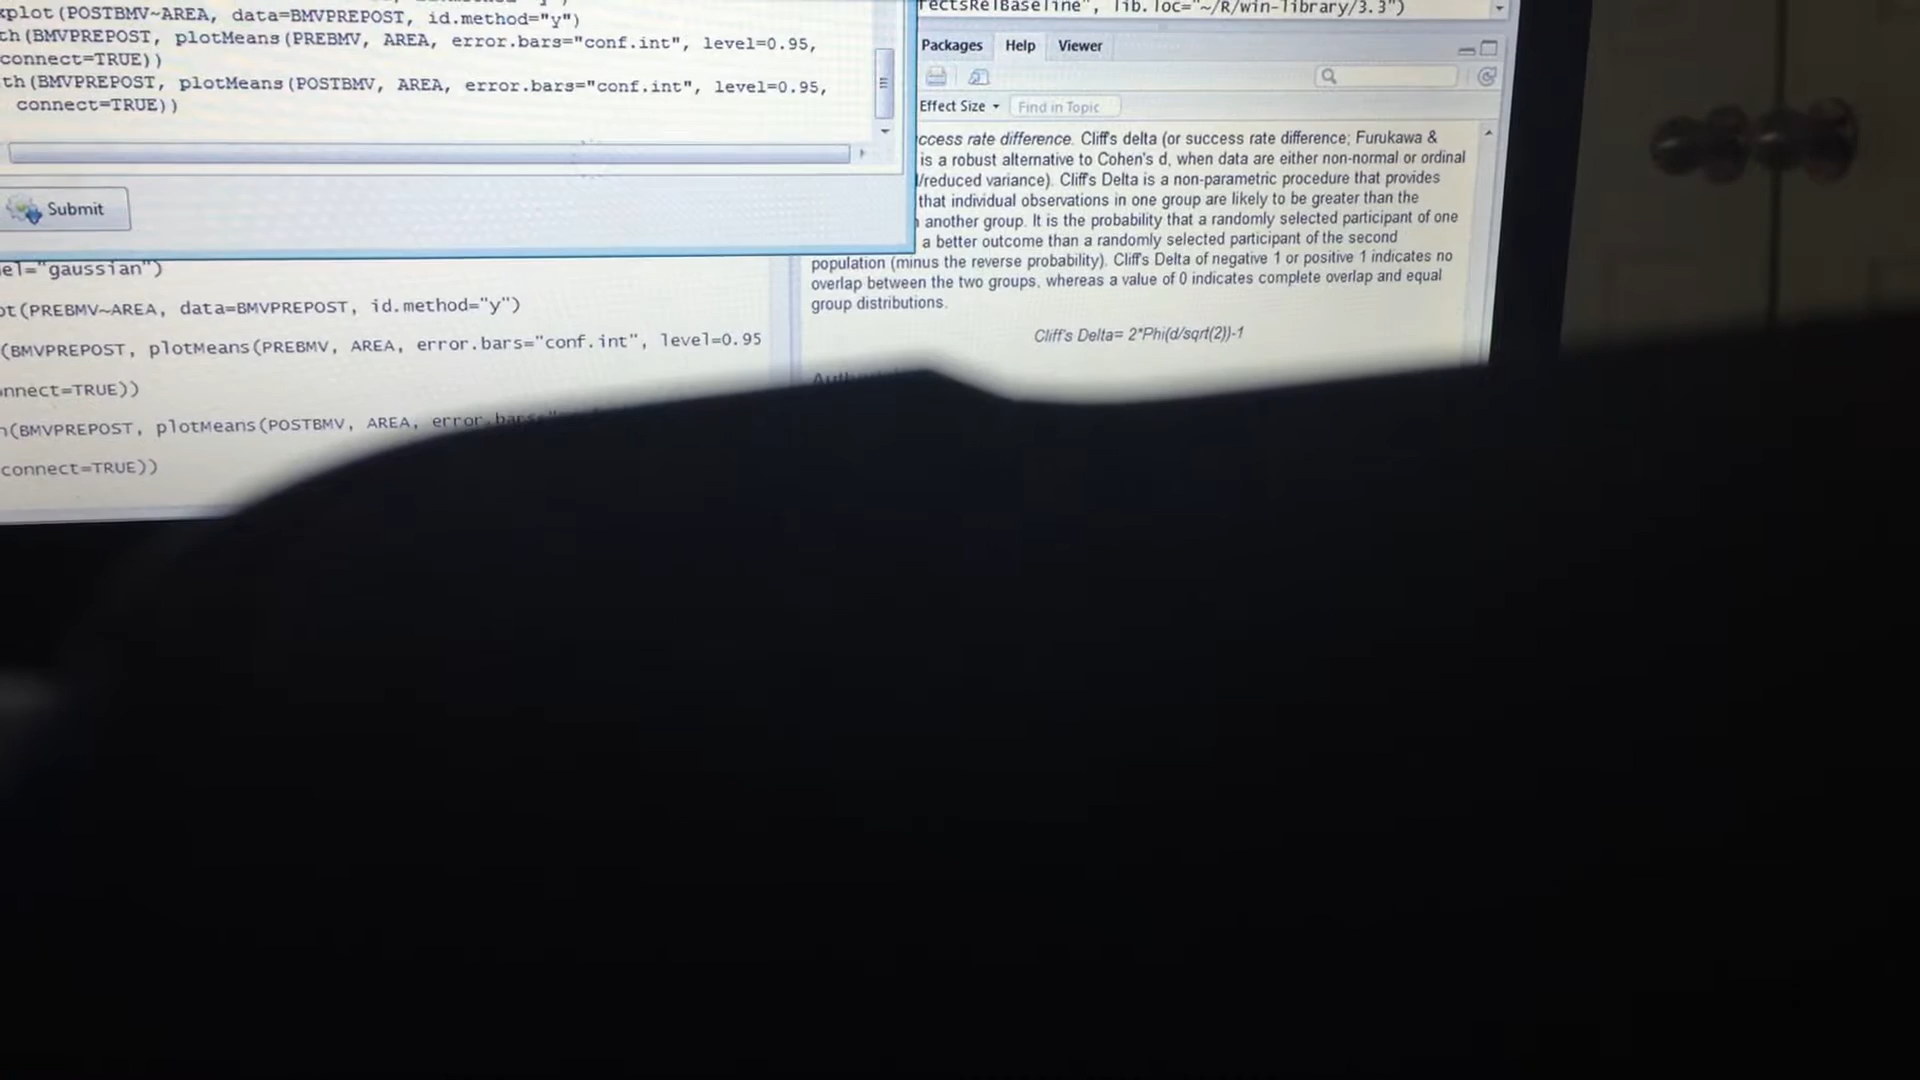 xplot(POSTBMV~AREA, data=BMVPREPOST, id.method="y")
th(BMVPREPOST, plotMeans(PREBMV, AREA, error.bars="conf.int", level=0.95,
connect=TRUE))
th(BMVPREPOST, plotMeans(POSTBMV, AREA, error.bars="conf.int", level=0.95,
connect=TRUE))
Submit
el="gaussian")
ot(PREBMV~AREA, data=BMVPREPOST, id.method="y")
(BMVPREPOST, plotMeans(PREBMV, AREA, error.bars="conf.int", level=0.95
nnect=TRUE))
h(BMVPREPOST, plotMeans(POSTBMV, AREA, error.bars="
connect=TRUE))
fectsRelBaseline", lib.loc="~/R/win-library/3.3")
Packages Help Viewer
Effect Size Find in Topic
ccess rate difference. Cliff's delta (or success rate difference; Furukawa &
is a robust alternative to Cohen's d, when data are either non-normal or ordinal
/reduced variance). Cliff's Delta is a non-parametric procedure that provides
that individual observations in one group are likely to be greater than the
another group. It is the probability that a randomly selected participant of one
a better outcome than a randomly selected participant of the second
population (minus the reverse probability). Cliff's Delta of negative 1 or positive 1 indicates no
overlap between the two groups, whereas a value of 0 indicates complete overlap and equal
group distributions.
Cliff's Delta= 2*Phi(d/sqrt(2))-1